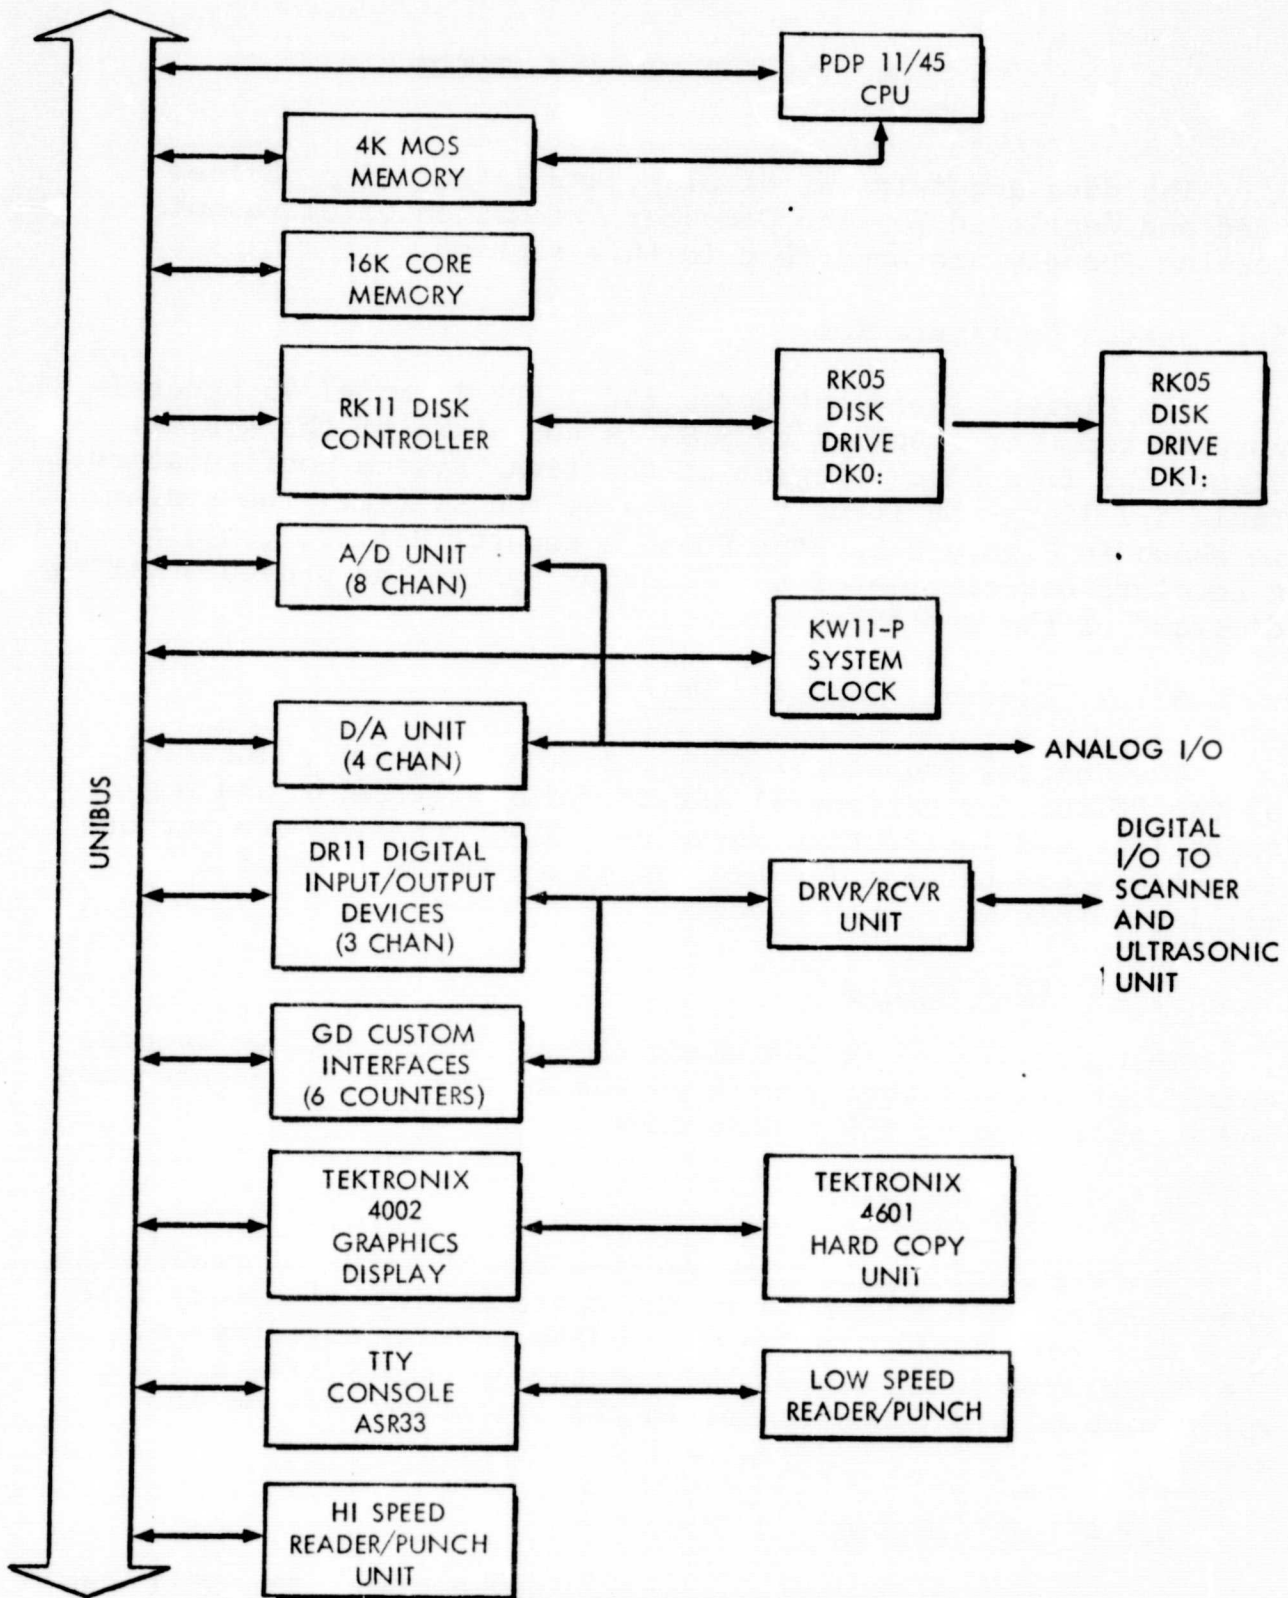 PDP 11/45
CPU
4K MOS
MEMORY
16K CORE
MEMORY
RK11 DISK
CONTROLLER
RK05
DISK
DRIVE
DK0:
RK05
DISK
DRIVE
DK1:
A/D UNIT
(8 CHAN)
KW11-P
SYSTEM
CLOCK
D/A UNIT
(4 CHAN)
ANALOG I/O
UNIBUS
DR11 DIGITAL
INPUT/OUTPUT
DEVICES
(3 CHAN)
DRVR/RCVR
UNIT
DIGITAL
I/O TO
SCANNER
AND
ULTRASONIC
UNIT
GD CUSTOM
INTERFACES
(6 COUNTERS)
TEKTRONIX
4002
GRAPHICS
DISPLAY
TEKTRONIX
4601
HARD COPY
UNIT
TTY
CONSOLE
ASR33
LOW SPEED
READER/PUNCH
HI SPEED
READER/PUNCH
UNIT